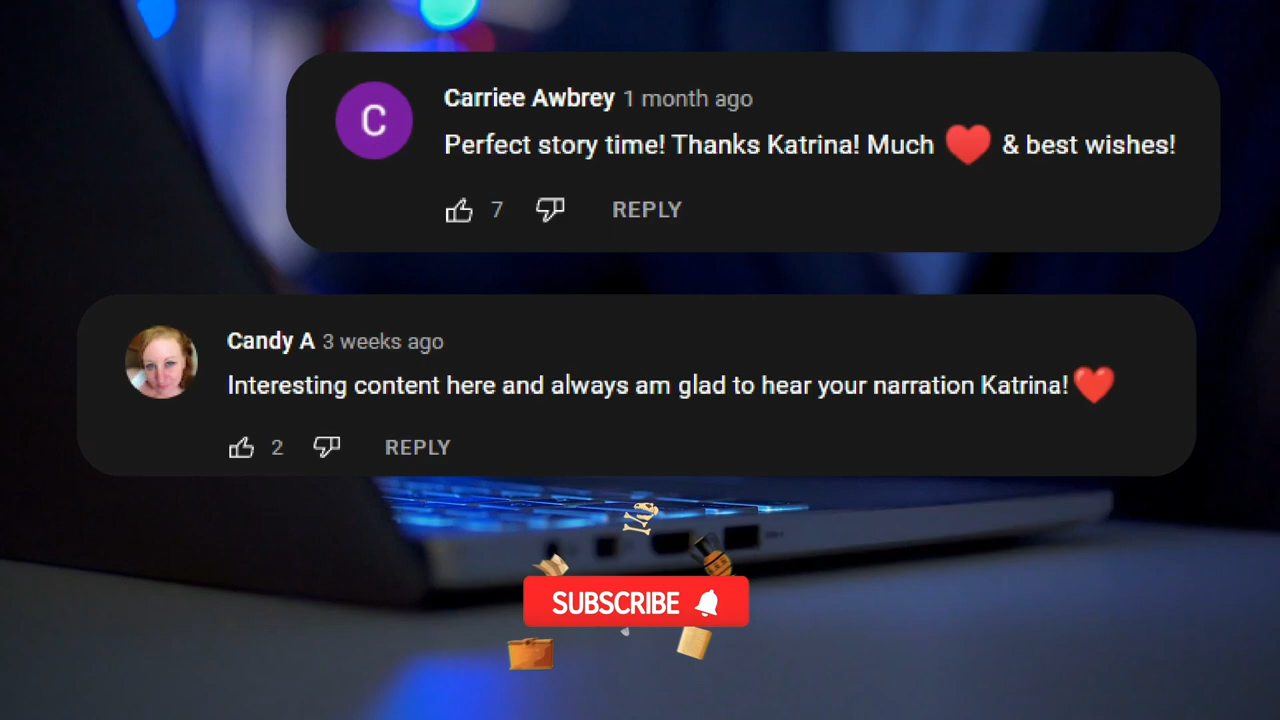 Carriee Awbrey 1 month ago
C
Perfect story time! Thanks Katrina! Much ❤️ & best wishes!
7 REPLY
Candy A 3 weeks ago
Interesting content here and always am glad to hear your narration Katrina!❤️
2 REPLY
SUBSCRIBE